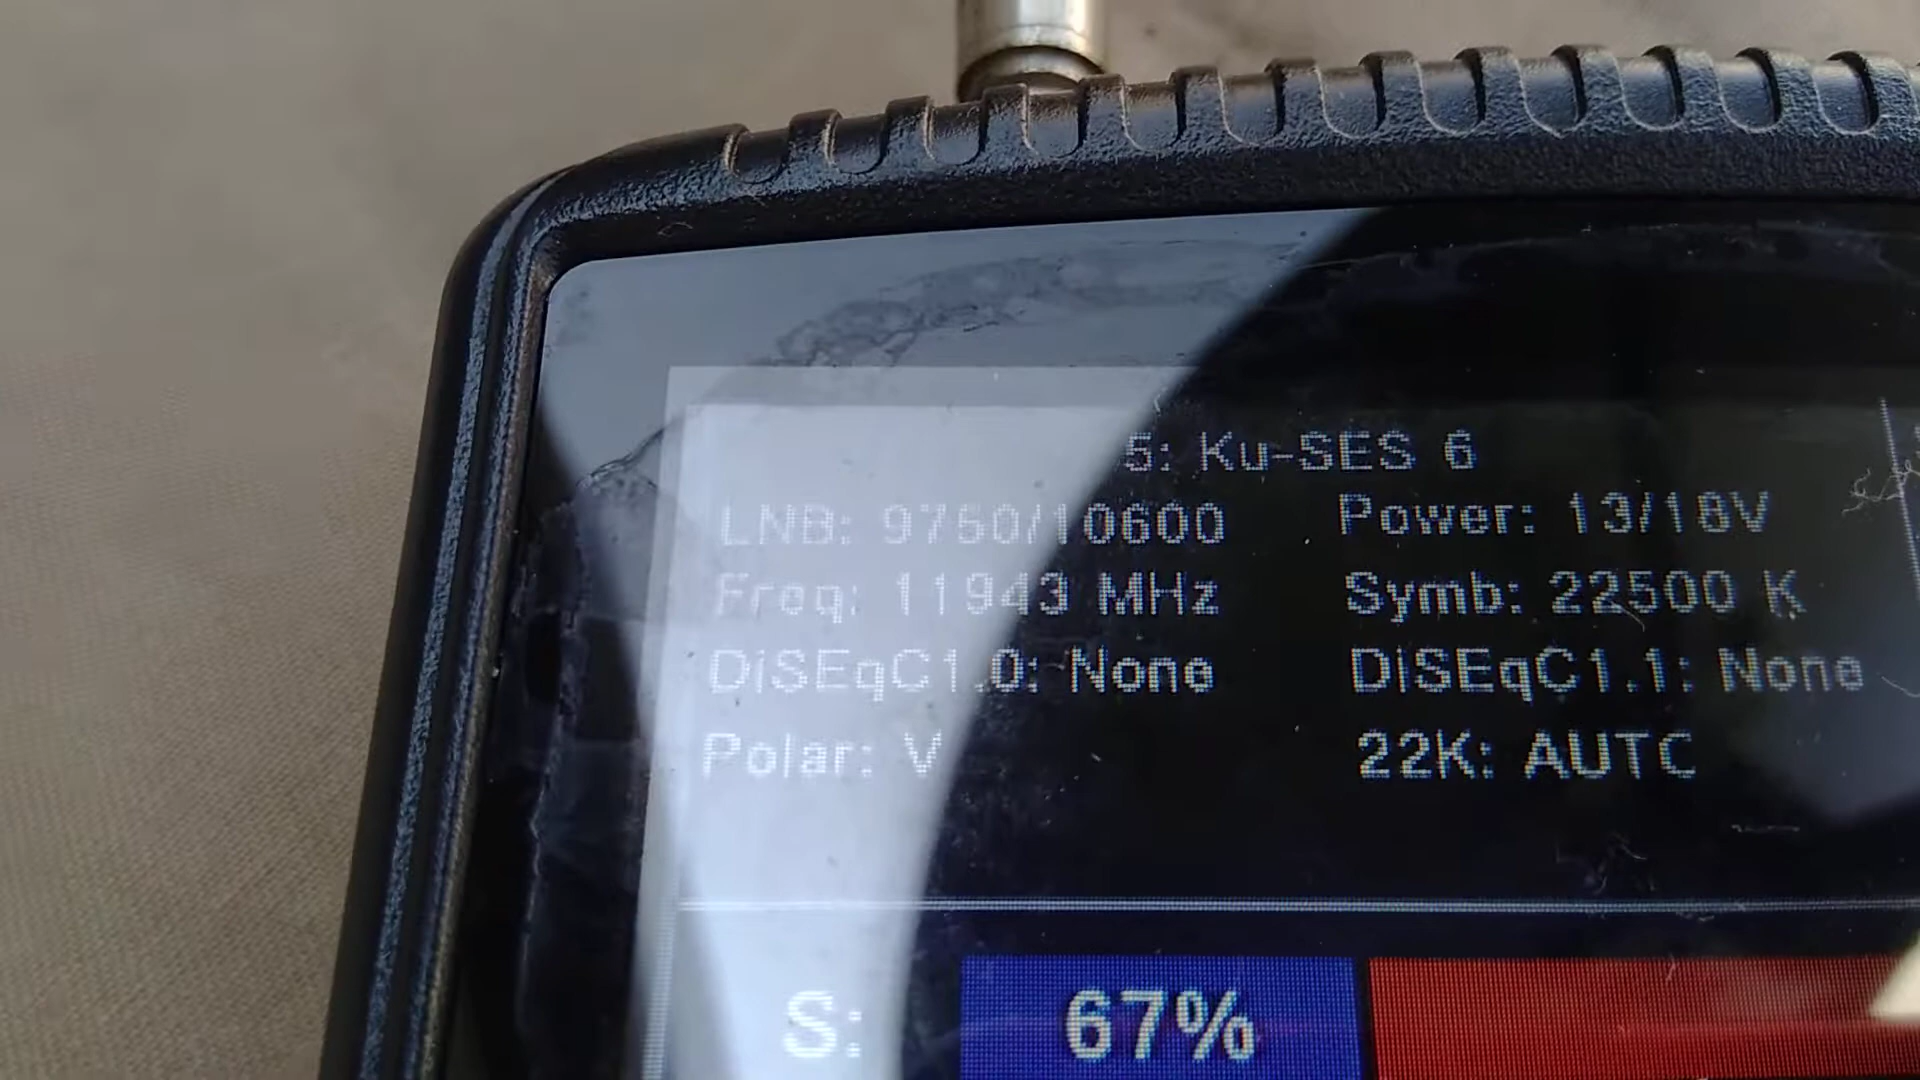 5: Ku-SES 6
LNB: 9750/10600 Power: 13/18V
Freq: 11943 MHz Symb: 22500 K
DiSEqC1.0: None DiSEqC1.1: None
Polar: V 22K: AUTO
S: 67%